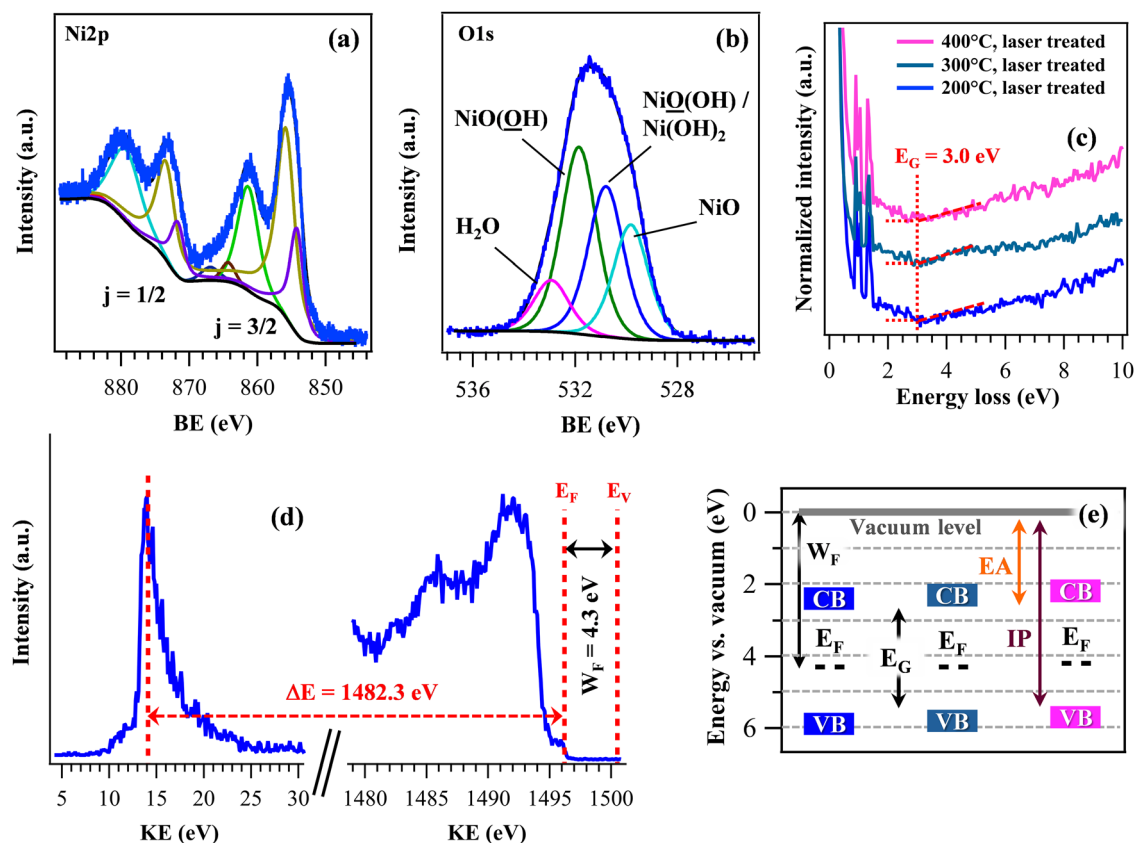 Ni2p
(a)
Intensity (a.u.)
j = 1/2
j = 3/2
880 870 860 850
BE (eV)
O1s
(b)
Intensity (a.u.)
NiO(OH)
NiO(OH) /
Ni(OH)2
H2O
NiO
536 532 528
BE (eV)
400°C, laser treated
300°C, laser treated
200°C, laser treated
(c)
Normalized intensity (a.u.)
EG = 3.0 eV
0 2 4 6 8 10
Energy loss (eV)
(d)
Intensity (a.u.)
EF EV
WF = 4.3 eV
ΔE = 1482.3 eV
5 10 15 20 25 30
KE (eV)
1480 1485 1490 1495 1500
KE (eV)
(e)
Energy vs. vacuum (eV)
0
2
4
6
Vacuum level
WF
EA
CB CB CB
EF EG EF IP EF
VB VB VB